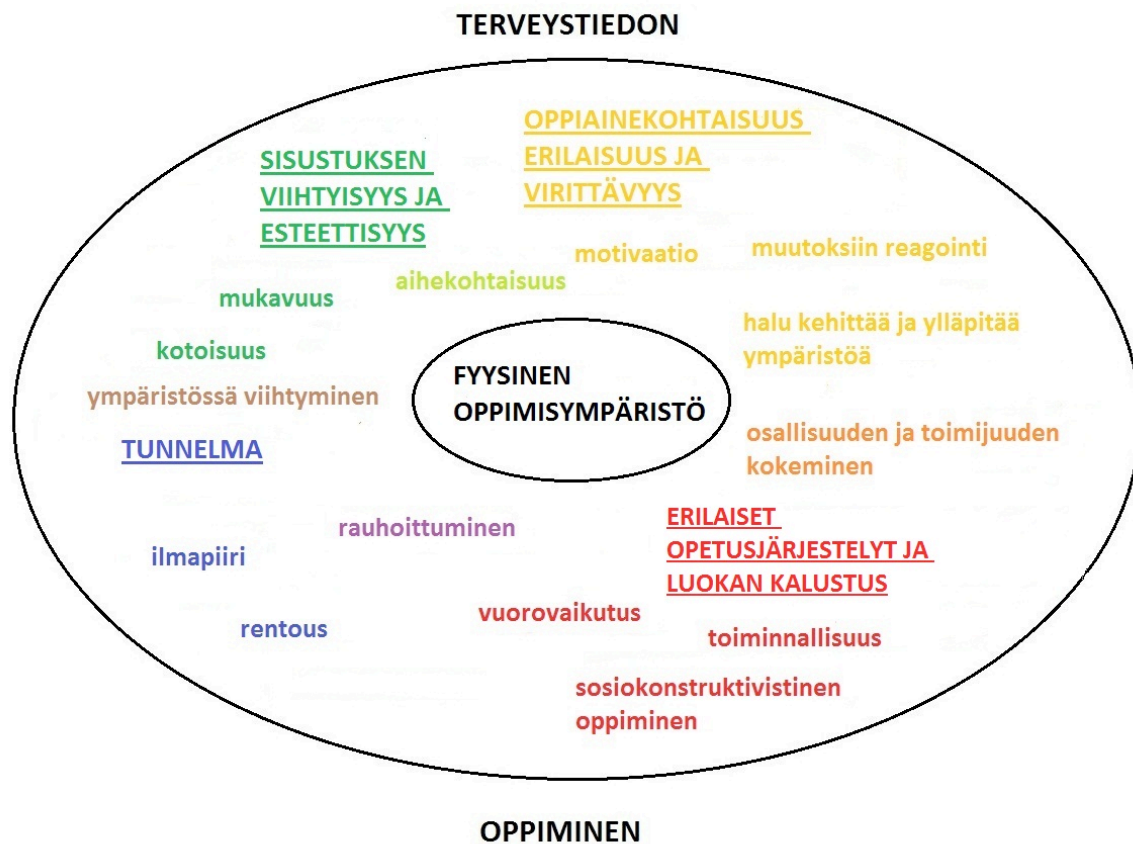 TERVEYSTIEDON
OPPIAINEKOHTAISUUS
ERILAISUUS JA
VIRITTÄVYYS
SISUSTUKSEN
VIIHTYISYYS JA
ESTEETTISYYS
motivaatio
muutoksiin reagointi
aihekohtaisuus
mukavuus
halu kehittää ja ylläpitää
ympäristöä
kotoisuus
ympäristössä viihtyminen
FYYSINEN
OPPIMISYMPÄRISTÖ
TUNNELMA
osallisuuden ja toimijuuden
kokeminen
rauhoittuminen
ERILAISET
OPETUSJÄRJESTELYT JA
LUOKAN KALUSTUS
ilmapiiri
rentous
vuorovaikutus
toiminnallisuus
sosiokonstruktivistinen
oppiminen
OPPIMINEN